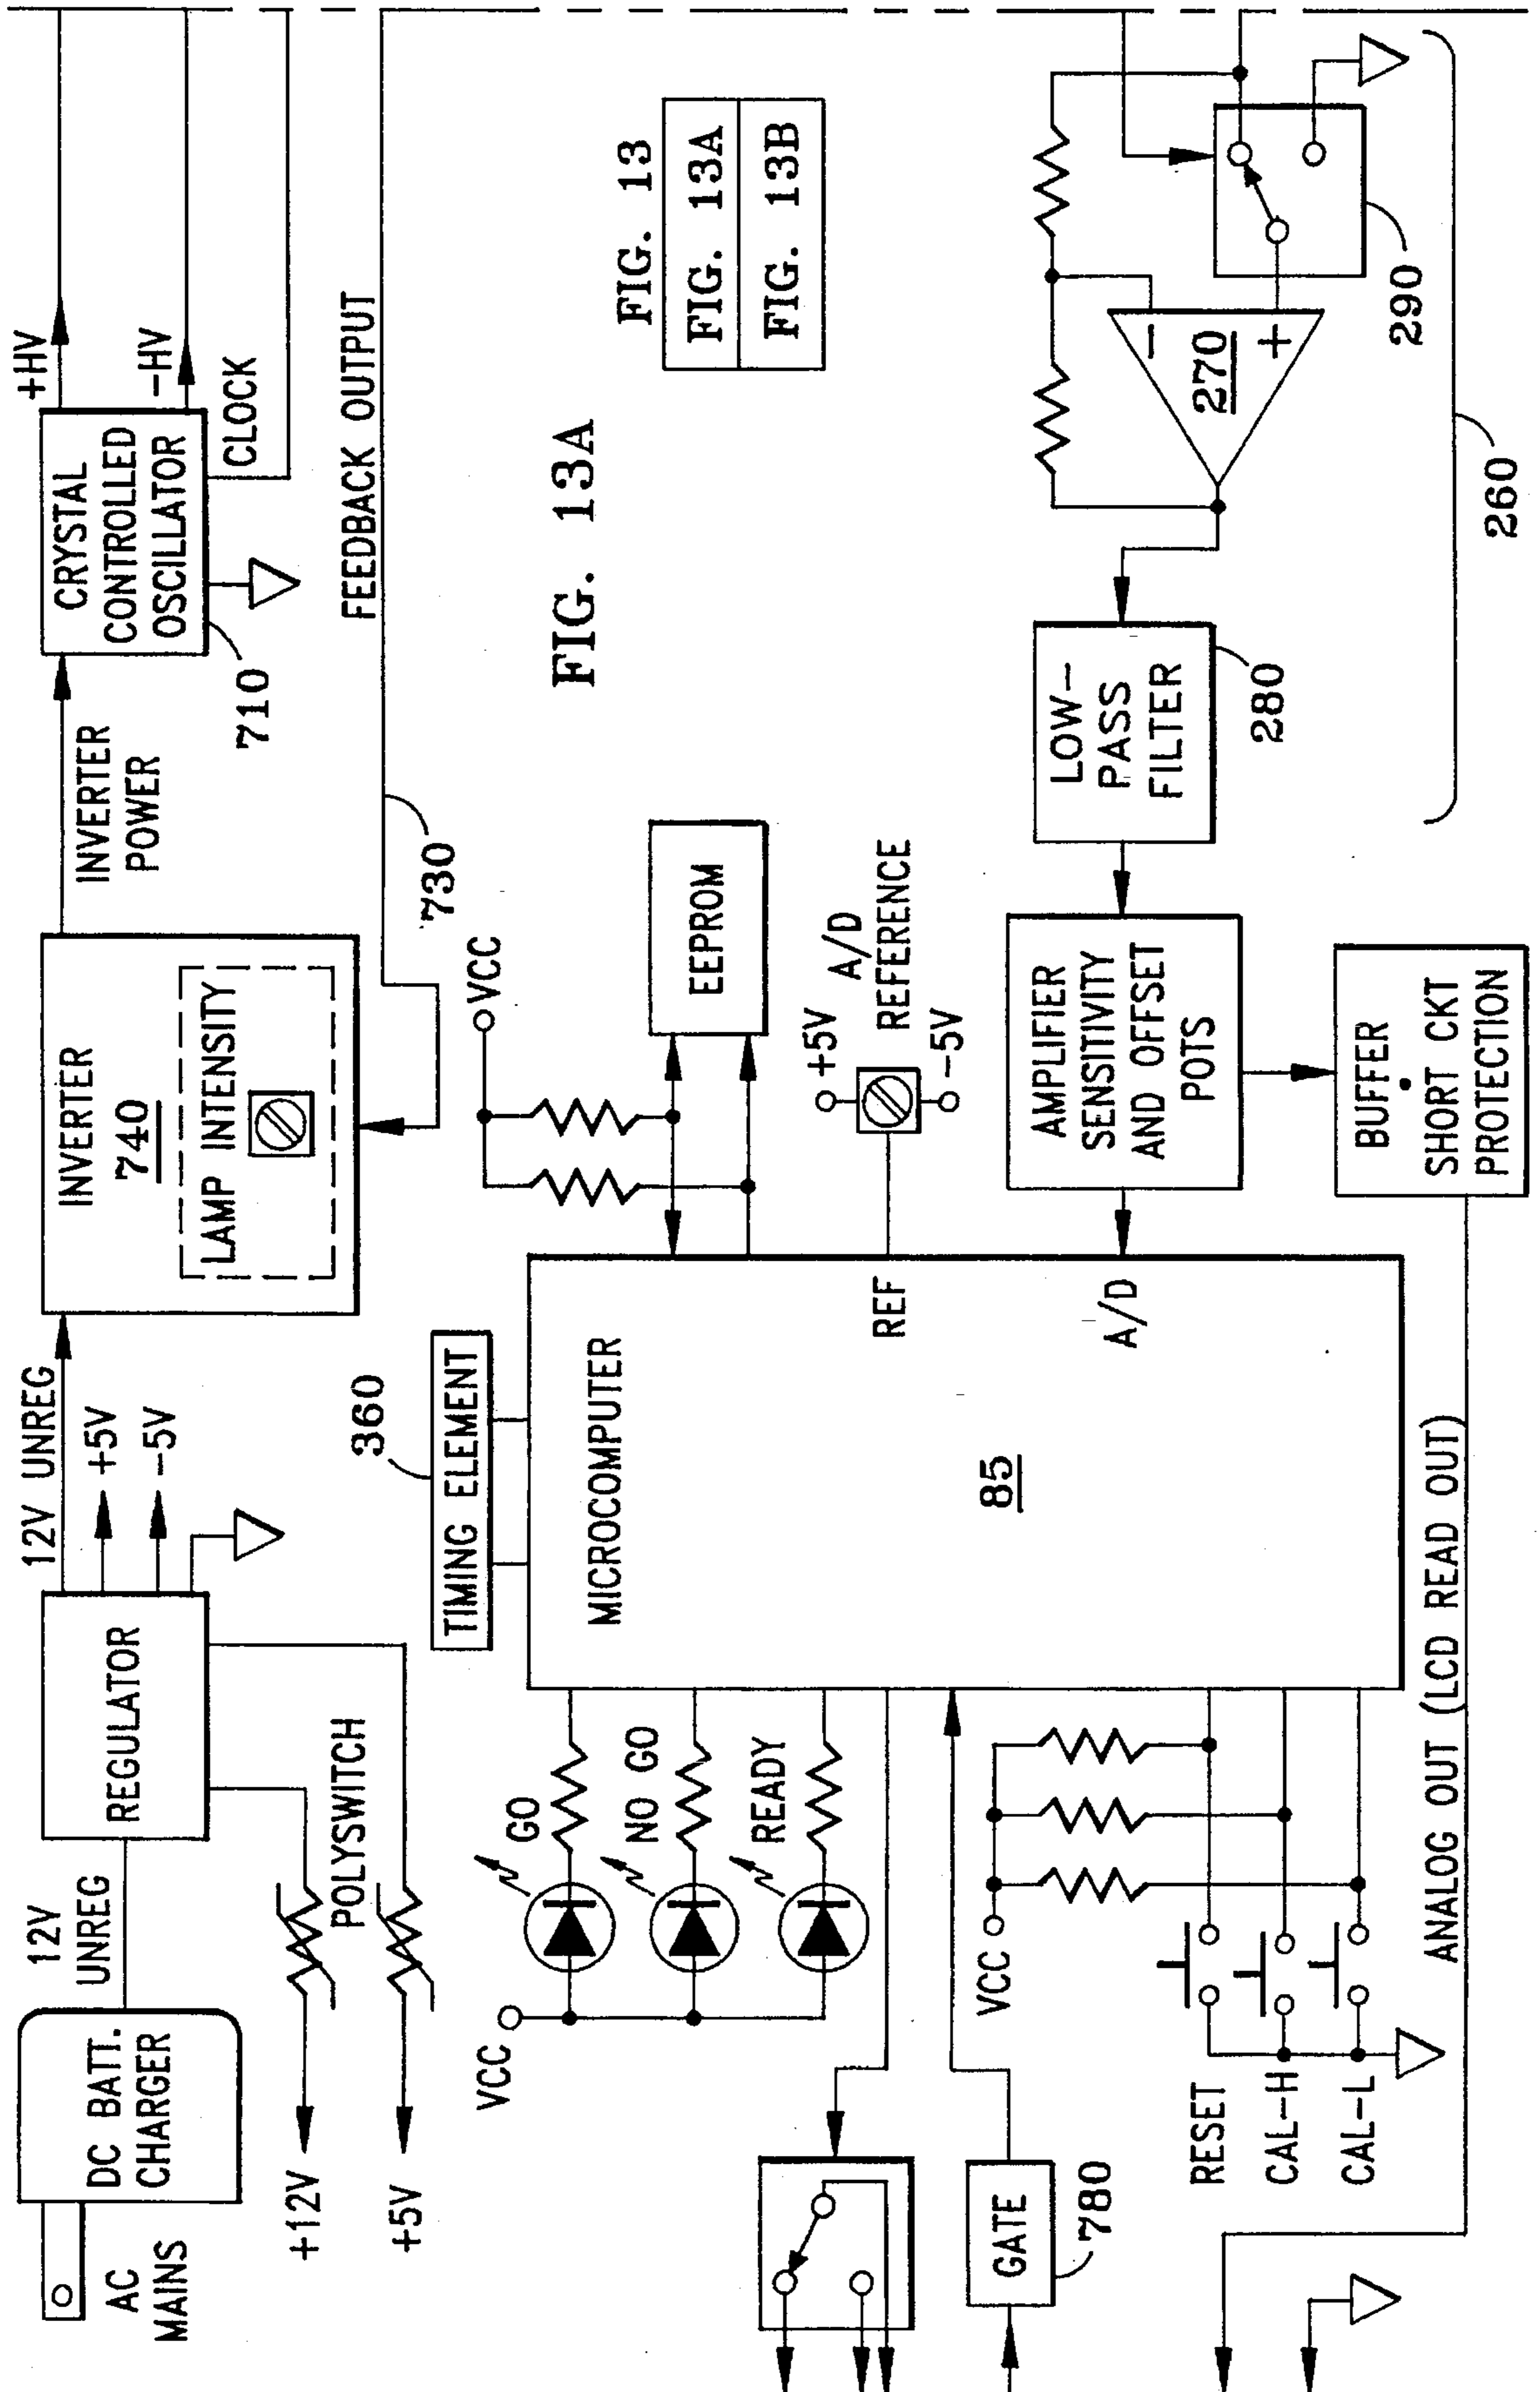 AC
MAINS
DC BATT.
CHARGER
12V
UNREG
REGULATOR
12V UNREG
+5V
-5V
+12V
+5V
POLYSWITCH
INVERTER
740
LAMP INTENSITY
INVERTER
POWER
CRYSTAL
CONTROLLED
OSCILLATOR
710
+HV
-HV
CLOCK
FEEDBACK OUTPUT
730
360
TIMING ELEMENT
VCC
GO
NO GO
READY
MICROCOMPUTER
85
REF
A/D
VCC
EEPROM
+5V
A/D
REFERENCE
-5V
FIG. 13A
FIG. 13
FIG. 13A
FIG. 13B
GATE
780
VCC
RESET
CAL-H
CAL-L
AMPLIFIER
SENSITIVITY
AND OFFSET
POTS
LOW-
PASS
FILTER
280
-
270
+
290
260
BUFFER
SHORT CKT
PROTECTION
ANALOG OUT (LCD READ OUT)